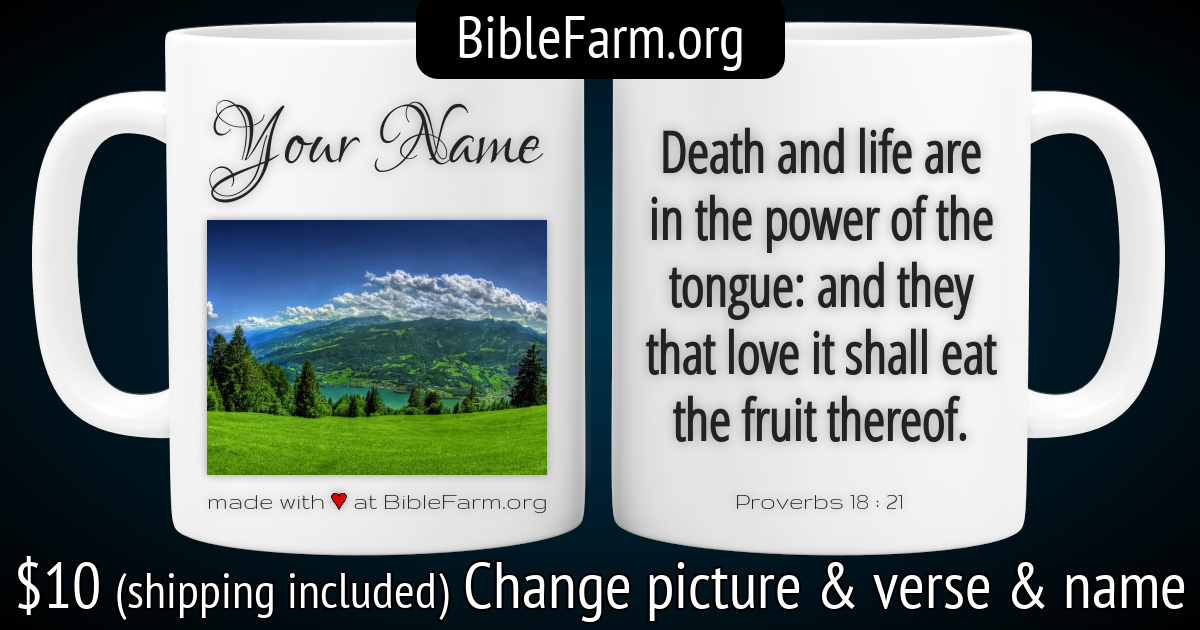 BibleFarm.org
Your Name
made with ♥ at BibleFarm.org
Death and life are
in the power of the
tongue: and they
that love it shall eat
the fruit thereof.
Proverbs 18 : 21
$10 (shipping included) Change picture & verse & name